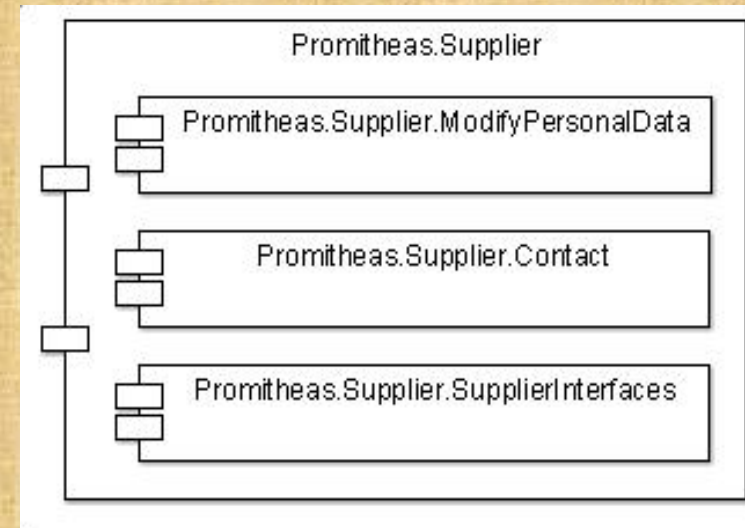 Promitheas.Supplier
Promitheas.Supplier.ModifyPersonalData
Promitheas.Supplier.Contact
Promitheas.Supplier.SupplierInterfaces